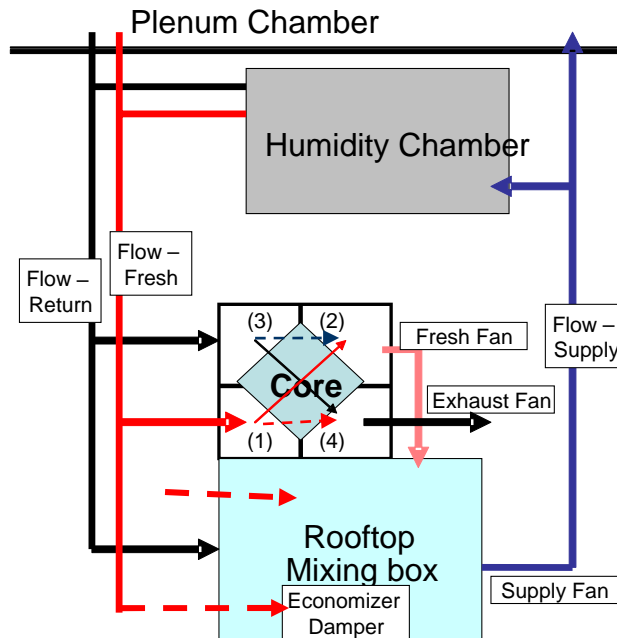 Plenum Chamber
Humidity Chamber
Flow –
Fresh
Flow –
Return
(3)
(2)
Fresh Fan
Flow –
Supply
Core
Exhaust Fan
(1)
(4)
Rooftop
Mixing box
Supply Fan
Economizer
Damper